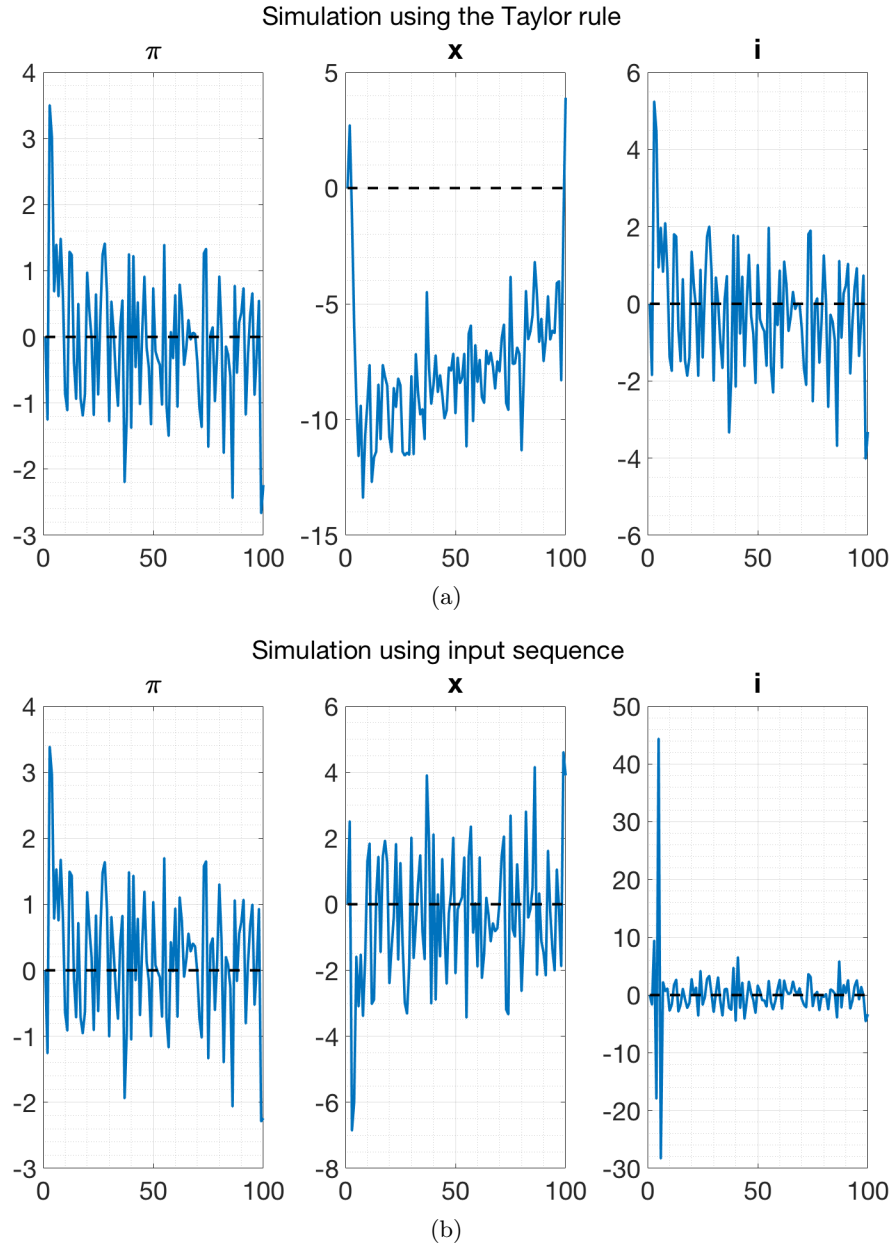 Simulation using the Taylor rule
π x i
4 5 6
3
4
2
0
2
1
0 -5 0
-1
-2
-10
-2
-4
-3 -15 -6
0 50 100 0 50 100 0 50 100
(a)
Simulation using input sequence
π x i
4 6 50
3
40
4
30
2
2
20
1
0
10
0
-2
0
-1
-4
-10
-2
-6
-20
-3 -8 -30
0 50 100 0 50 100 0 50 100
(b)